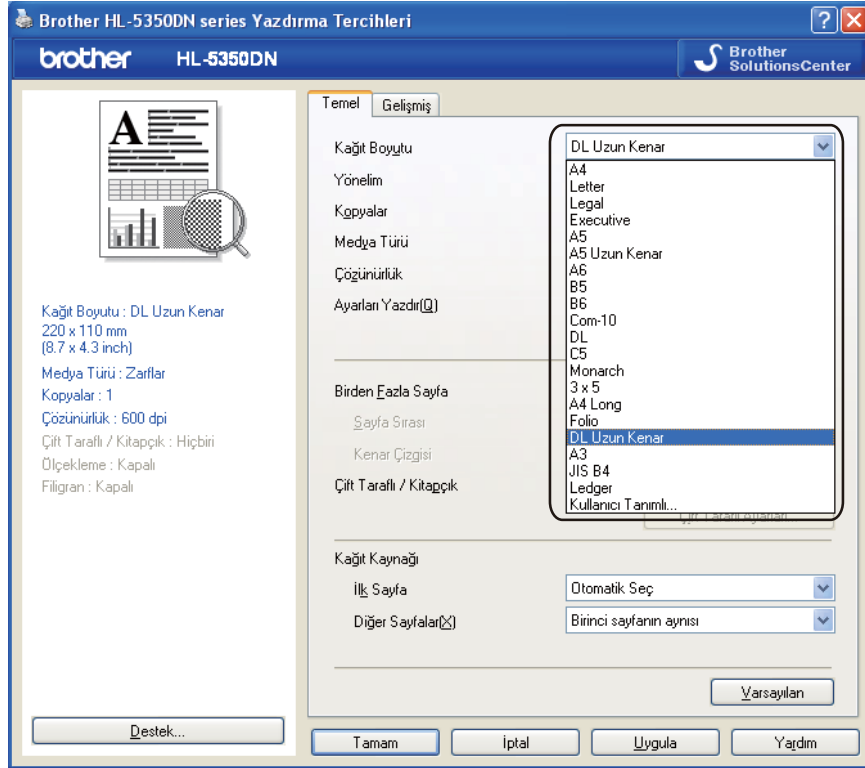 Brother HL-5350DN series Yazdırma Tercihleri
brother HL-5350DN
Brother
SolutionsCenter
A
Kağıt Boyutu : DL Uzun Kenar
220 x 110 mm
(8.7 x 4.3 inch)
Medya Türü : Zarflar
Kopyalar : 1
Çözünürlük : 600 dpi
Çift Taraflı / Kitapçık : Hiçbiri
Ölçekleme : Kapalı
Filigran : Kapalı
Destek...
Temel Gelişmiş
Kağıt Boyutu DL Uzun Kenar
Yönelim
Kopyalar
Medya Türü
Çözünürlük
Ayarları Yazdır(Q)
A4
Letter
Legal
Executive
A5
A5 Uzun Kenar
A6
B5
B6
Com-10
DL
C5
Monarch
3 x 5
A4 Long
Folio
DL Uzun Kenar
A3
JIS B4
Ledger
Kullanıcı Tanımlı...
Birden Fazla Sayfa
Sayfa Sırası
Kenar Çizgisi
Çift Taraflı / Kitapçık
Kağıt Kaynağı
İlk Sayfa Otomatik Seç
Diğer Sayfalar(X) Birinci sayfanın aynısı
Varsayılan
Tamam İptal Uygula Yardım